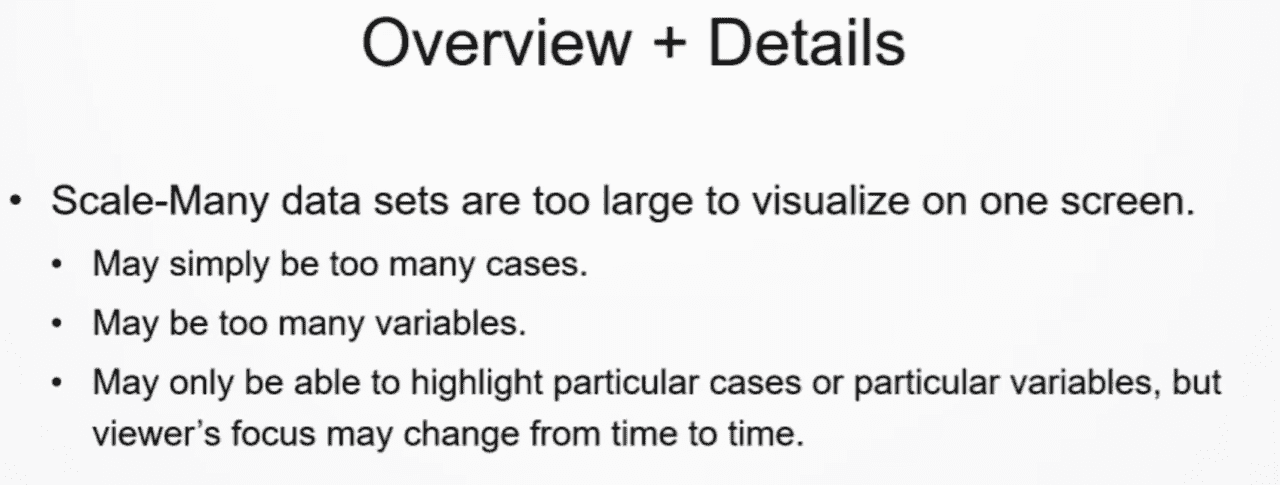 Overview + Details
• Scale-Many data sets are too large to visualize on one screen.
• May simply be too many cases.
• May be too many variables.
• May only be able to highlight particular cases or particular variables, but
viewer’s focus may change from time to time.